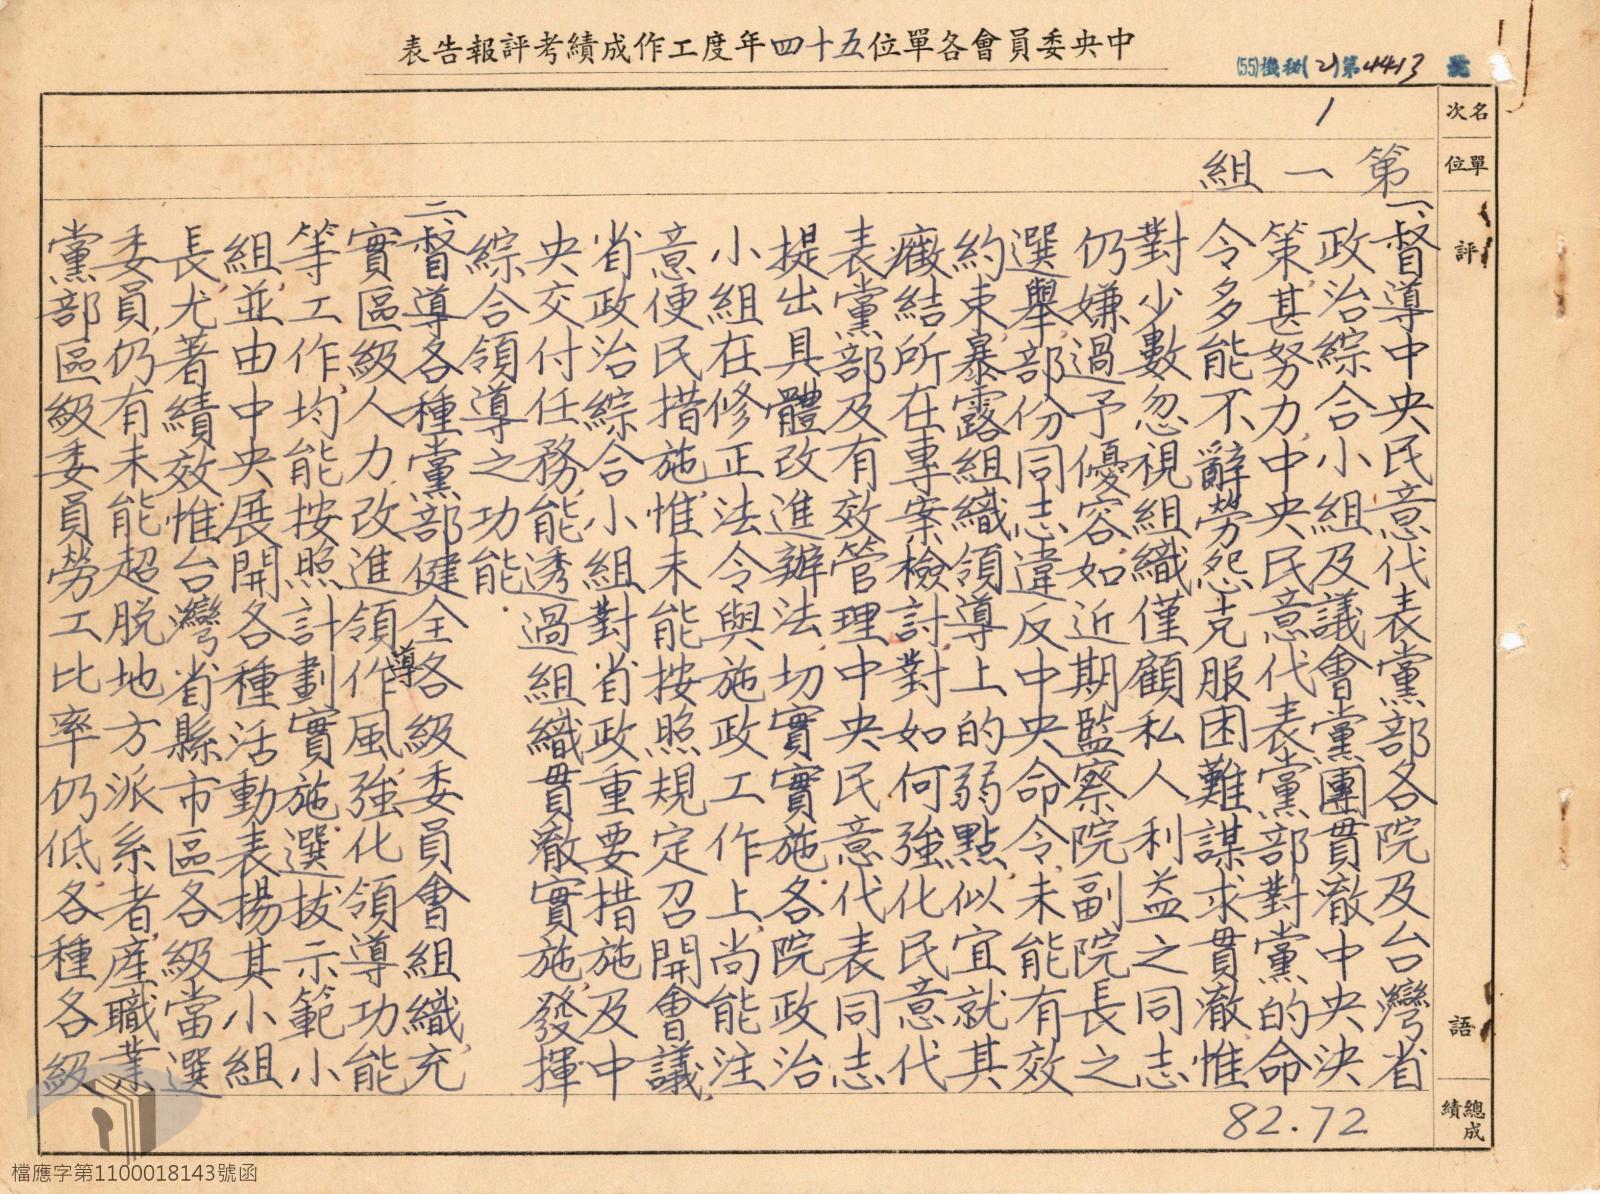 中央委員會各單位五十四年度工作成績考評報告表
(55)機秘(2)第4413號
名次
1
單位
第一組
評語
一、督導中央民意代表黨部各院及台灣省
政治綜合小組及議會黨團貫澈中央決
策甚努力，中央民意代表黨部對黨的命
令多能不辭勞怨克服困難謀求貫澈惟
對少數忽視組織僅顧私人利益之同志
仍嫌過予優容如近期監察院副院長之
選舉，部份同志違反中央命令，未能有效
約束，暴露組織領導上的弱點，似宜就其
癥結所在專案檢討對如何強化民意代
表黨部及有效管理中央民意代表同志
提出具體改進辦法，切實實施。各院政治
小組在修正法令與施政工作上，尚能注
意便民措施，惟未能按照規定召開會議。
省政治綜合小組對省政重要措施及中
央交付任務，能透過組織貫澈實施發揮
綜合領導之功能。
二、督導各種黨部健全各級委員會組織充
實區級人力，改進領導作風，強化領導功能
等工作，均能按照計劃實施。選拔示範小
組並由中央展開各種活動表揚其小組
長尤著績效，惟台灣省縣市區各級當選
委員，仍有未能超脫地方派系者，產職業
黨部區級委員勞工比率仍低，各種各級
總成績
82.72
檔應字第1100018143號函